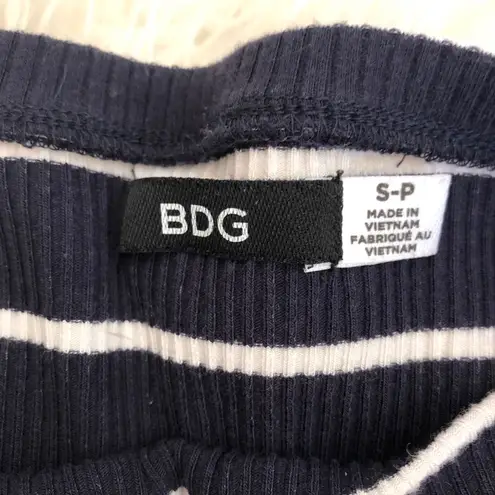 BDG
S-P
MADE IN
VIETNAM
FABRIQUÉ AU
VIETNAM